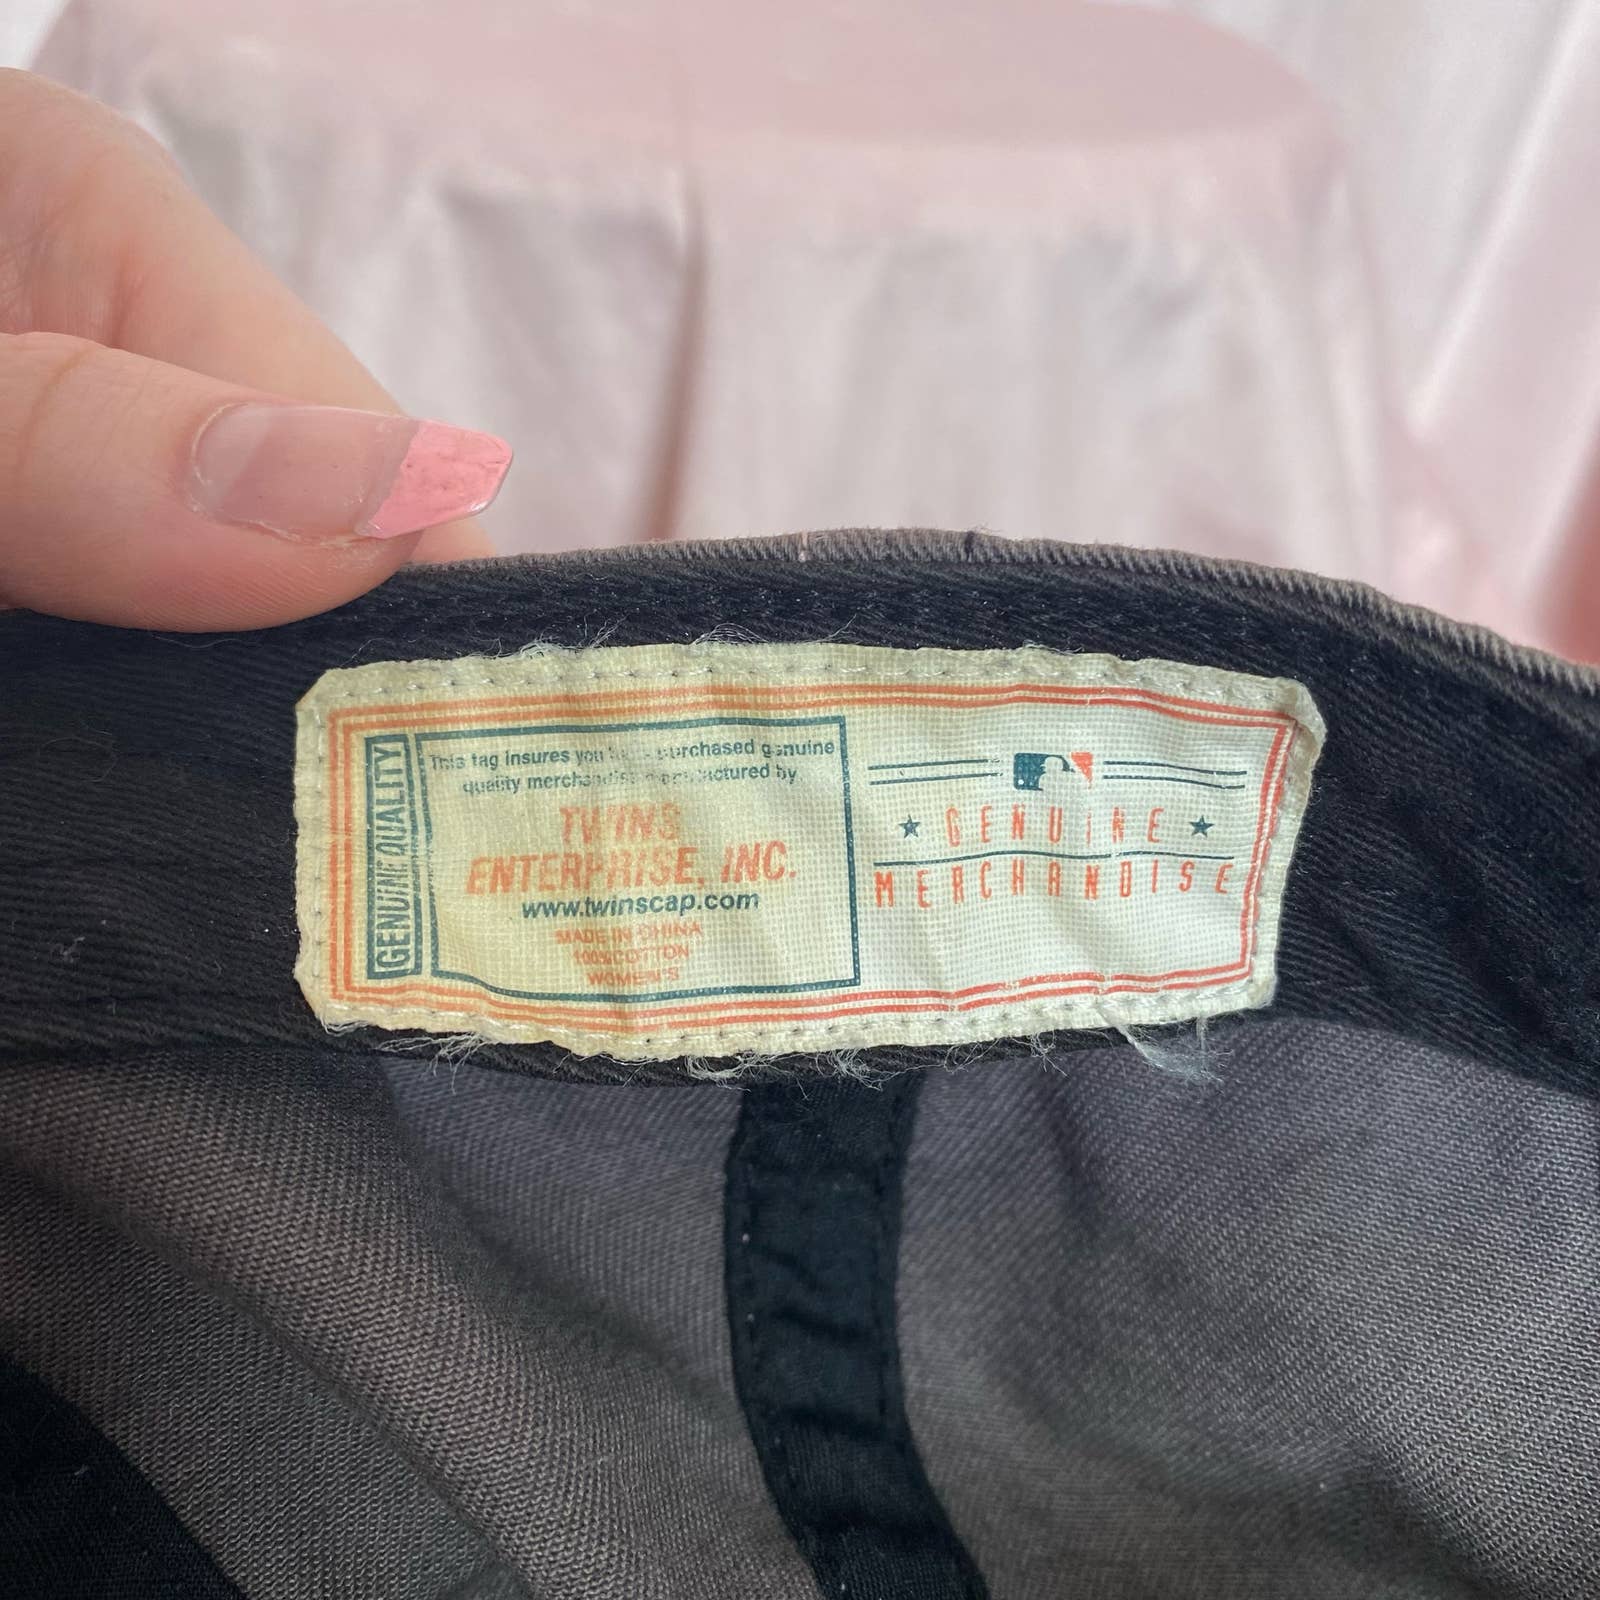 GENUINE QUALITY
This tag insures you purchased genuine
quality merchandise manufactured by
TWINS
ENTERPRISE, INC.
www.twinscap.com
MADE IN CHINA
100% COTTON
WOMEN'S
GENUINE
MERCHANDISE